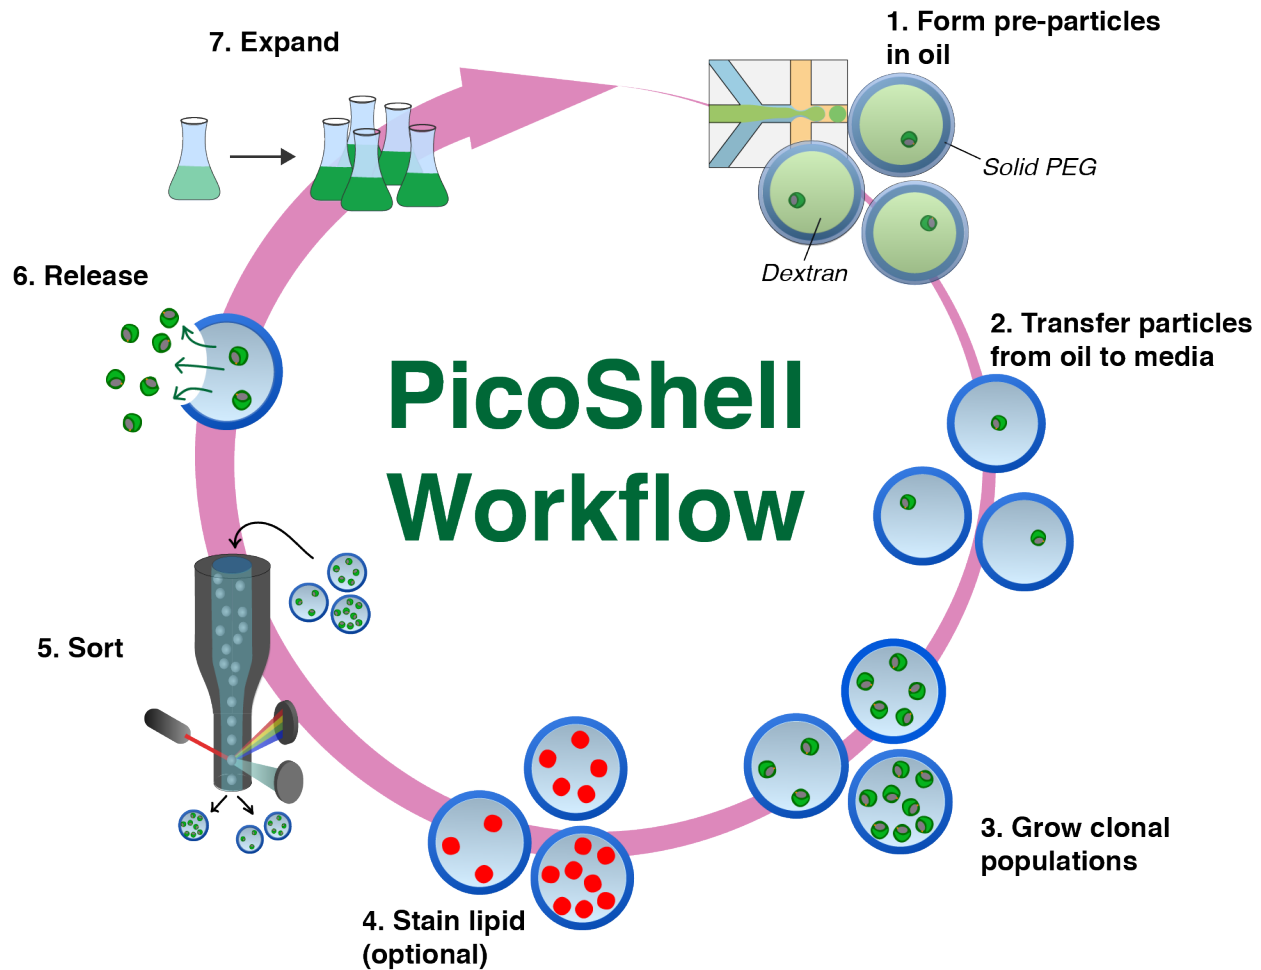 7. Expand
1. Form pre-particles
in oil
Solid PEG
Dextran
6. Release
2. Transfer particles
from oil to media
PicoShell
Workflow
5. Sort
3. Grow clonal
populations
4. Stain lipid
(optional)